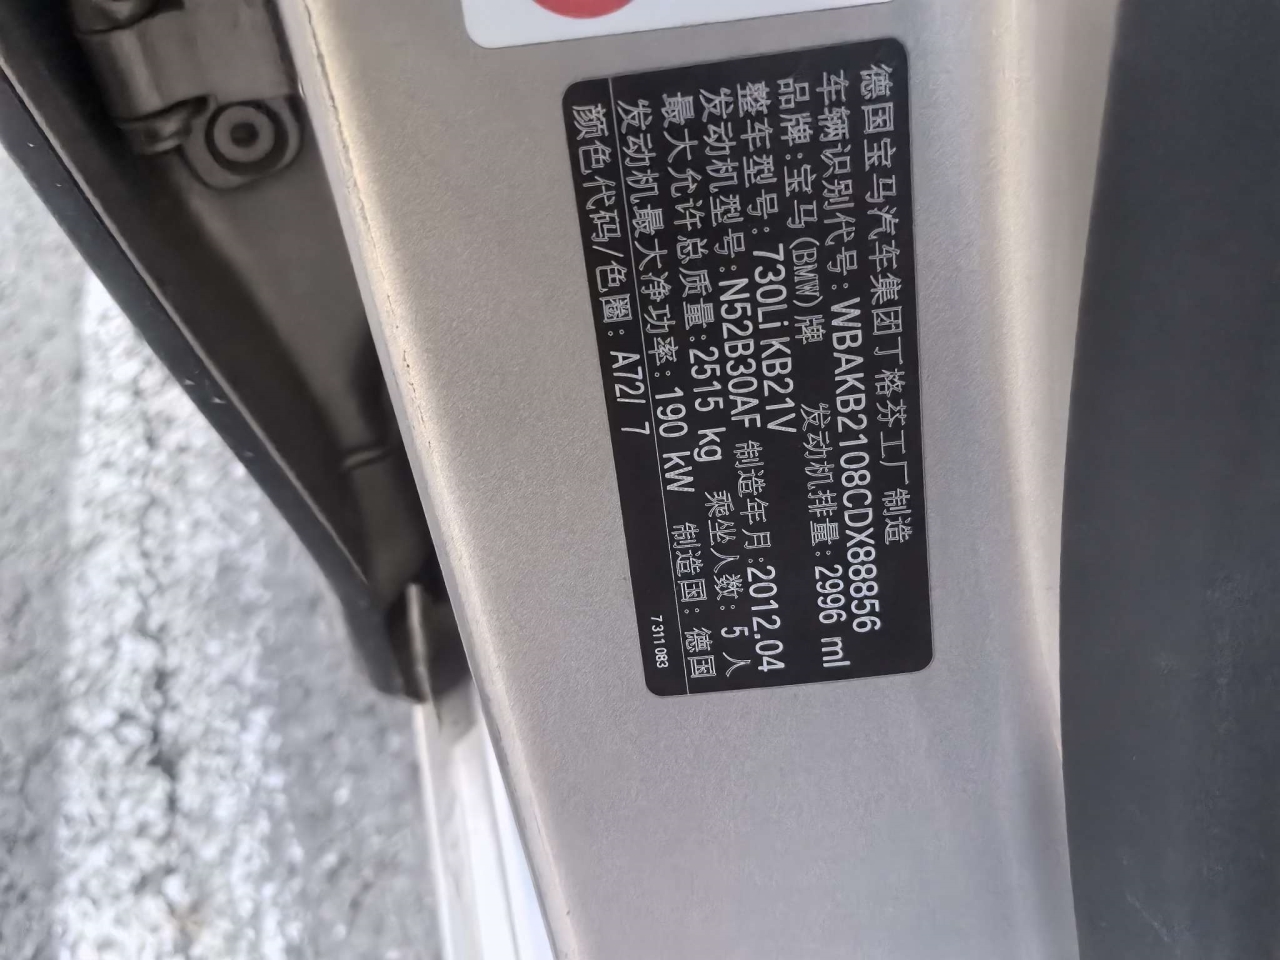 德国宝马汽车集团丁格芬工厂制造
车辆识别代号: WBAKB2108CDX88856
品牌:宝马(BMW)牌 发动机排量: 2996 ml
整车型号: 730Li KB21V
发动机型号: N52B30AF 制造年月: 2012.04
最大允许总质量: 2515 kg 乘坐人数: 5 人
发动机最大净功率: 190 kW 制造国: 德国
颜色代码/色圈: A72/ 7
7311083